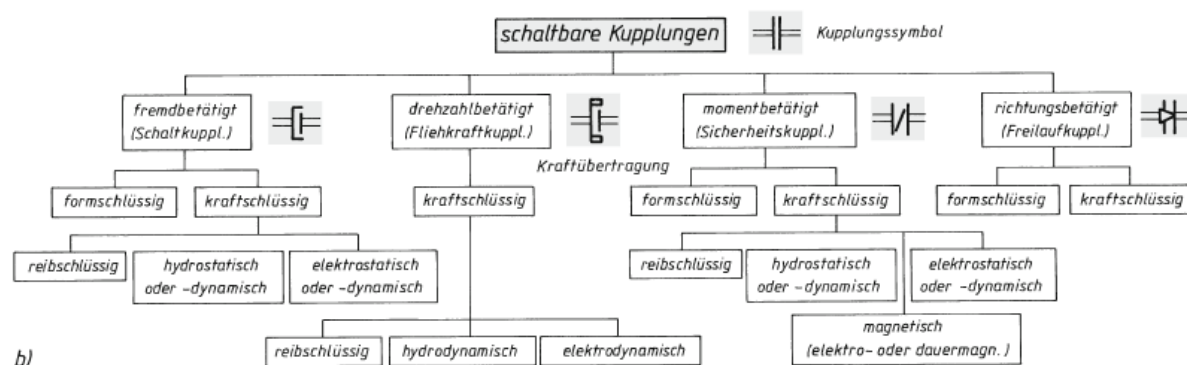 schaltbare Kupplungen
Kupplungssymbol
fremdbetätigt
(Schaltkuppl.)
drehzahlbetätigt
(Fliehkraftkuppl.)
momentbetätigt
(Sicherheitskuppl.)
richtungsbetätigt
(Freilaufkuppl.)
Kraftübertragung
formschlüssig
kraftschlüssig
kraftschlüssig
formschlüssig
kraftschlüssig
formschlüssig
kraftschlüssig
reibschlüssig
hydrostatisch
oder -dynamisch
elektrostatisch
oder -dynamisch
reibschlüssig
hydrostatisch
oder -dynamisch
elektrostatisch
oder -dynamisch
magnetisch
(elektro- oder dauermagn.)
b)
reibschlüssig
hydrodynamisch
elektrodynamisch